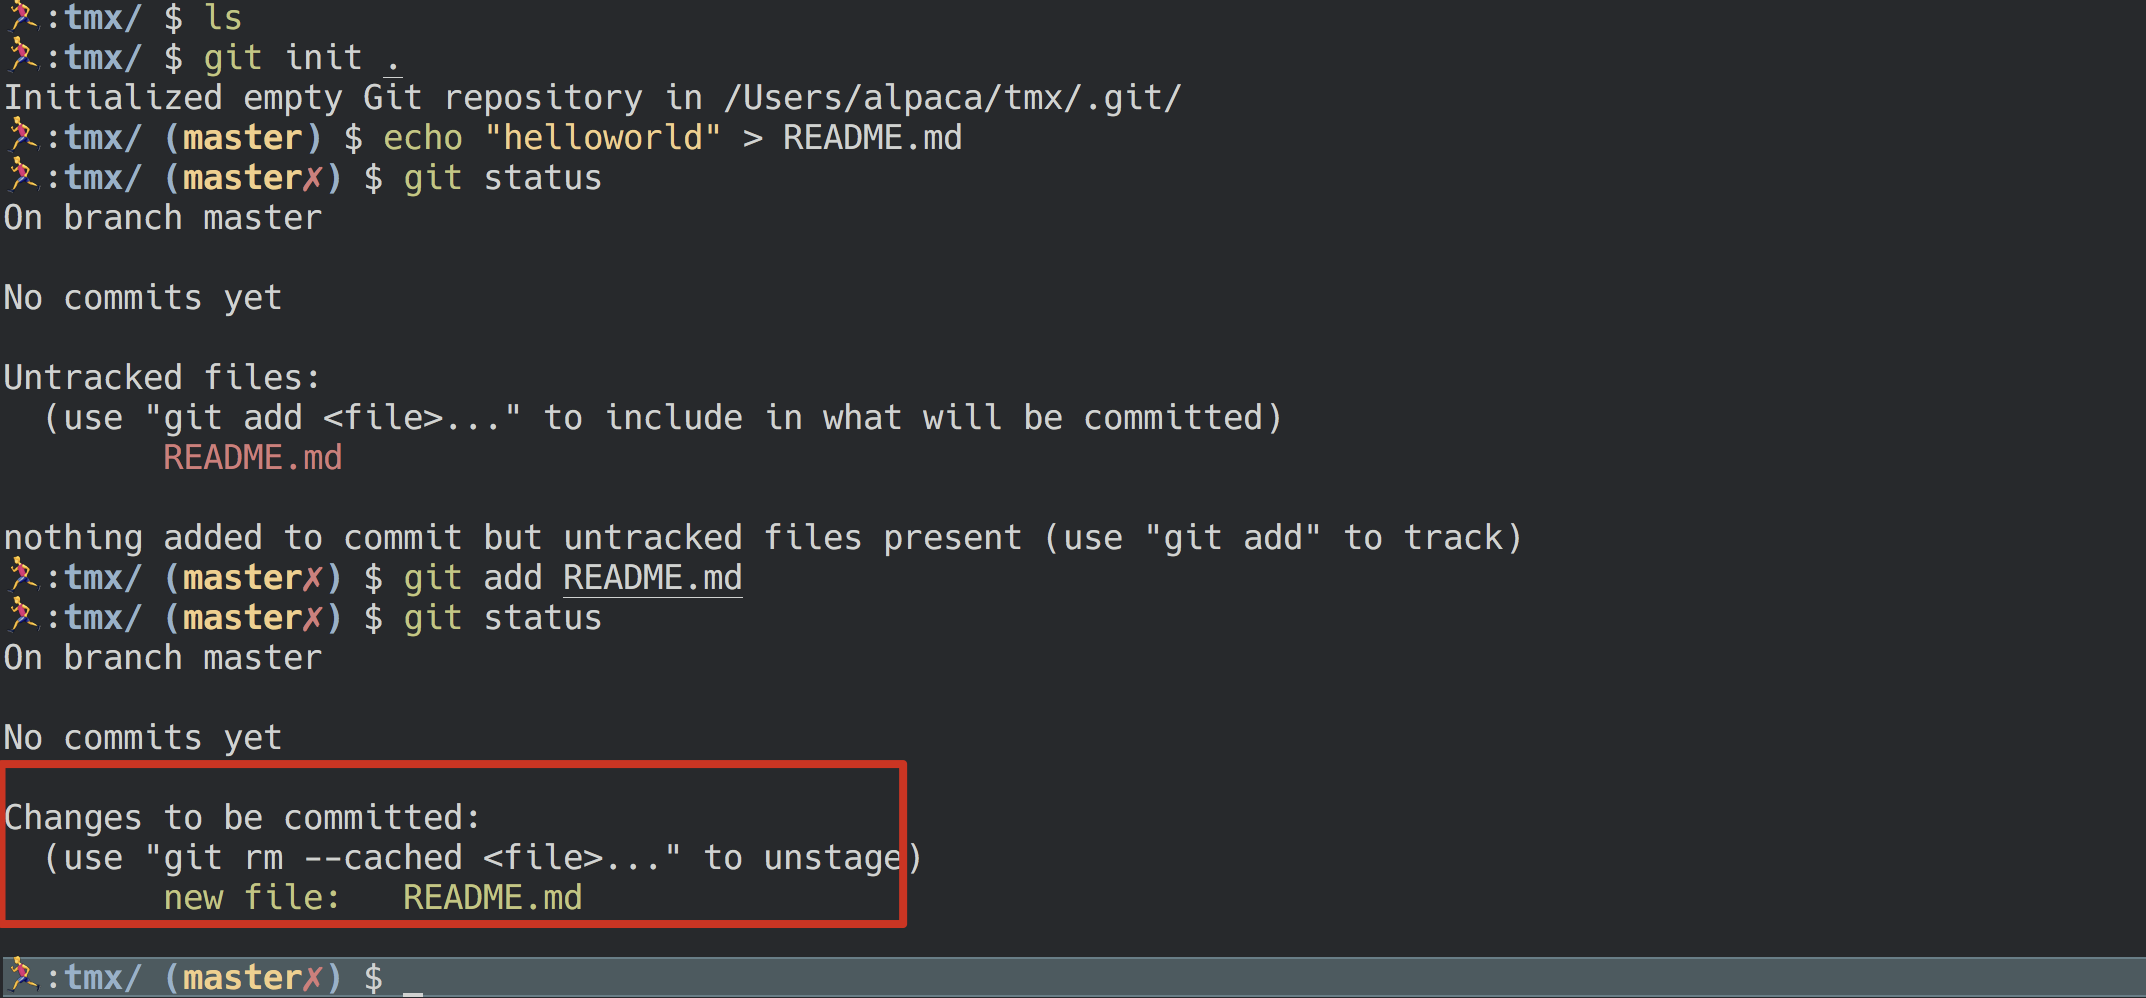 🏃‍♀️:tmx/ $ ls
🏃‍♀️:tmx/ $ git init .
Initialized empty Git repository in /Users/alpaca/tmx/.git/
🏃‍♀️:tmx/ (master) $ echo "helloworld" > README.md
🏃‍♀️:tmx/ (master✗) $ git status
On branch master
No commits yet
Untracked files:
  (use "git add <file>..." to include in what will be committed)
        README.md
nothing added to commit but untracked files present (use "git add" to track)
🏃‍♀️:tmx/ (master✗) $ git add README.md
🏃‍♀️:tmx/ (master✗) $ git status
On branch master
No commits yet
Changes to be committed:
  (use "git rm --cached <file>..." to unstage)
        new file:   README.md
🏃‍♀️:tmx/ (master✗) $